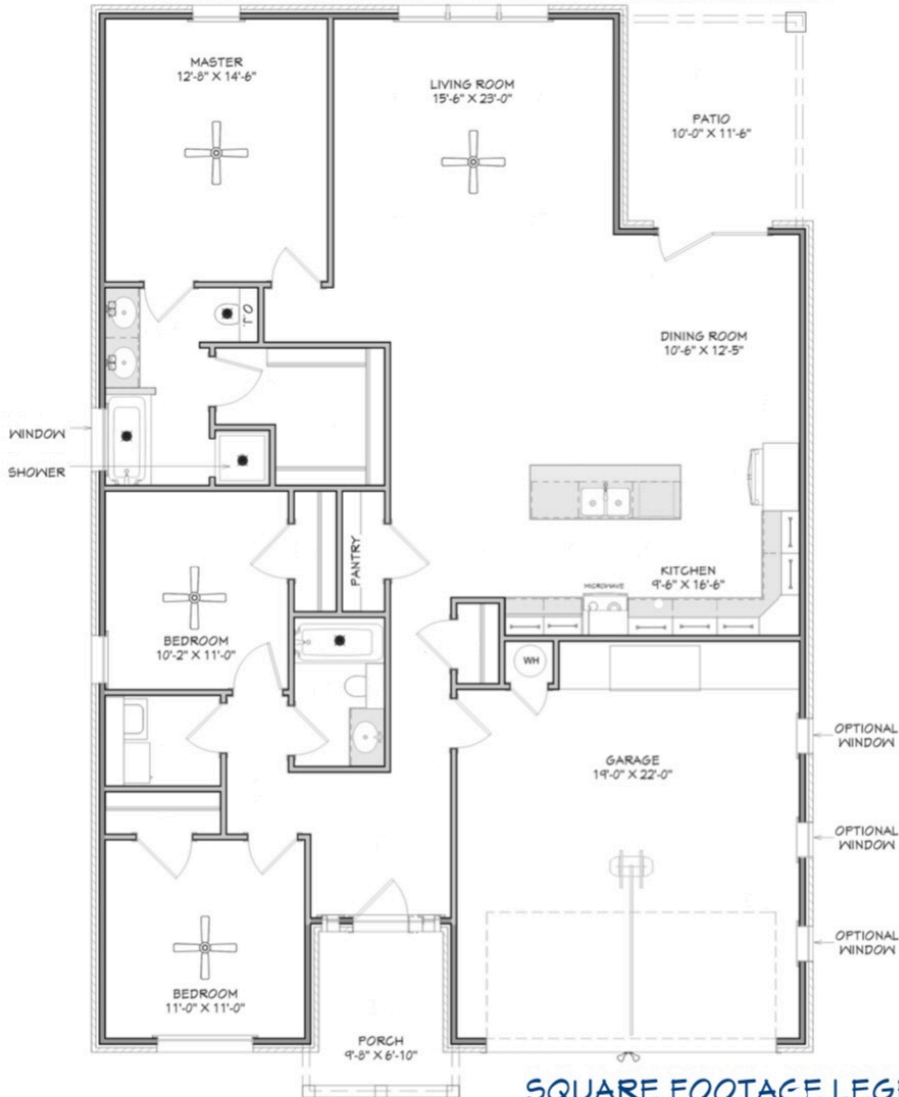 MASTER
12'-8" X 14'-6"
LIVING ROOM
15'-6" X 23'-0"
PATIO
10'-0" X 11'-6"
DINING ROOM
10'-6" X 12'-5"
WINDOW
SHOWER
PANTRY
KITCHEN
9'-6" X 16'-6"
MICROWAVE
BEDROOM
10'-2" X 11'-0"
WH
GARAGE
19'-0" X 22'-0"
OPTIONAL
WINDOW
OPTIONAL
WINDOW
OPTIONAL
WINDOW
BEDROOM
11'-0" X 11'-0"
PORCH
9'-8" X 6'-10"
SQUARE FOOTAGE